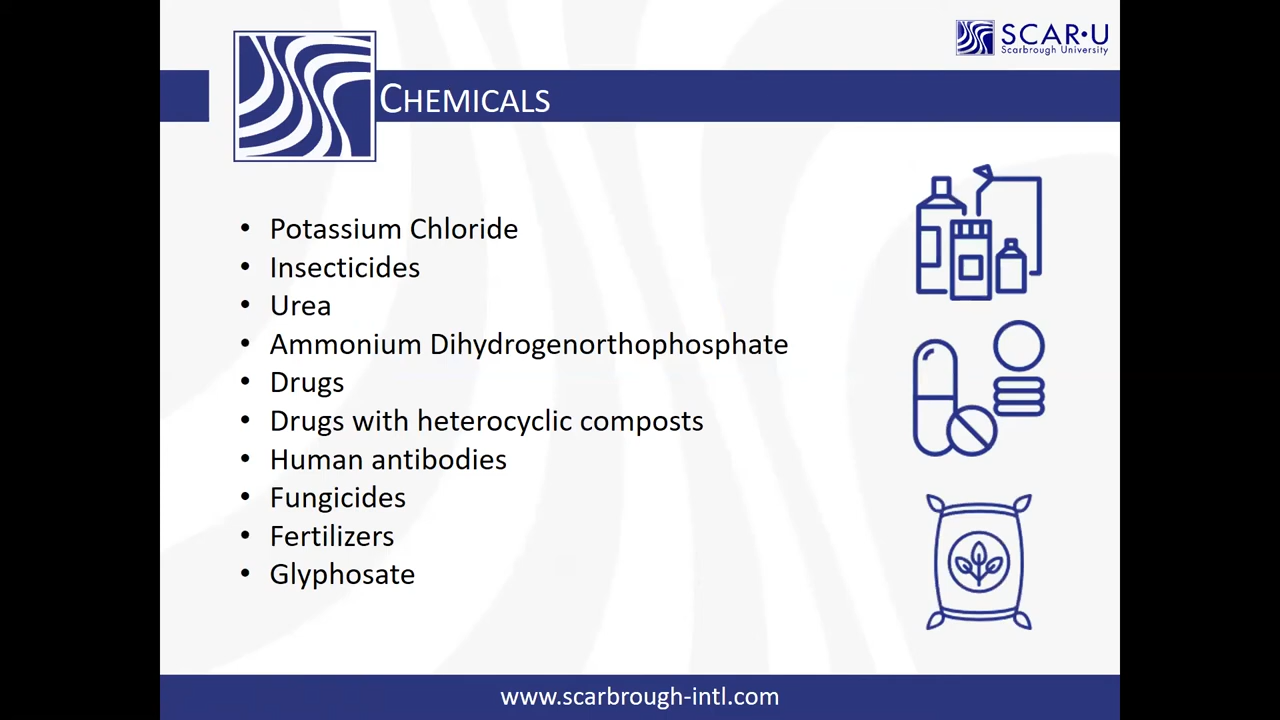 SCAR•U
Scarbrough University
CHEMICALS
• Potassium Chloride
• Insecticides
• Urea
• Ammonium Dihydrogenorthophosphate
• Drugs
• Drugs with heterocyclic composts
• Human antibodies
• Fungicides
• Fertilizers
• Glyphosate
www.scarbrough-intl.com